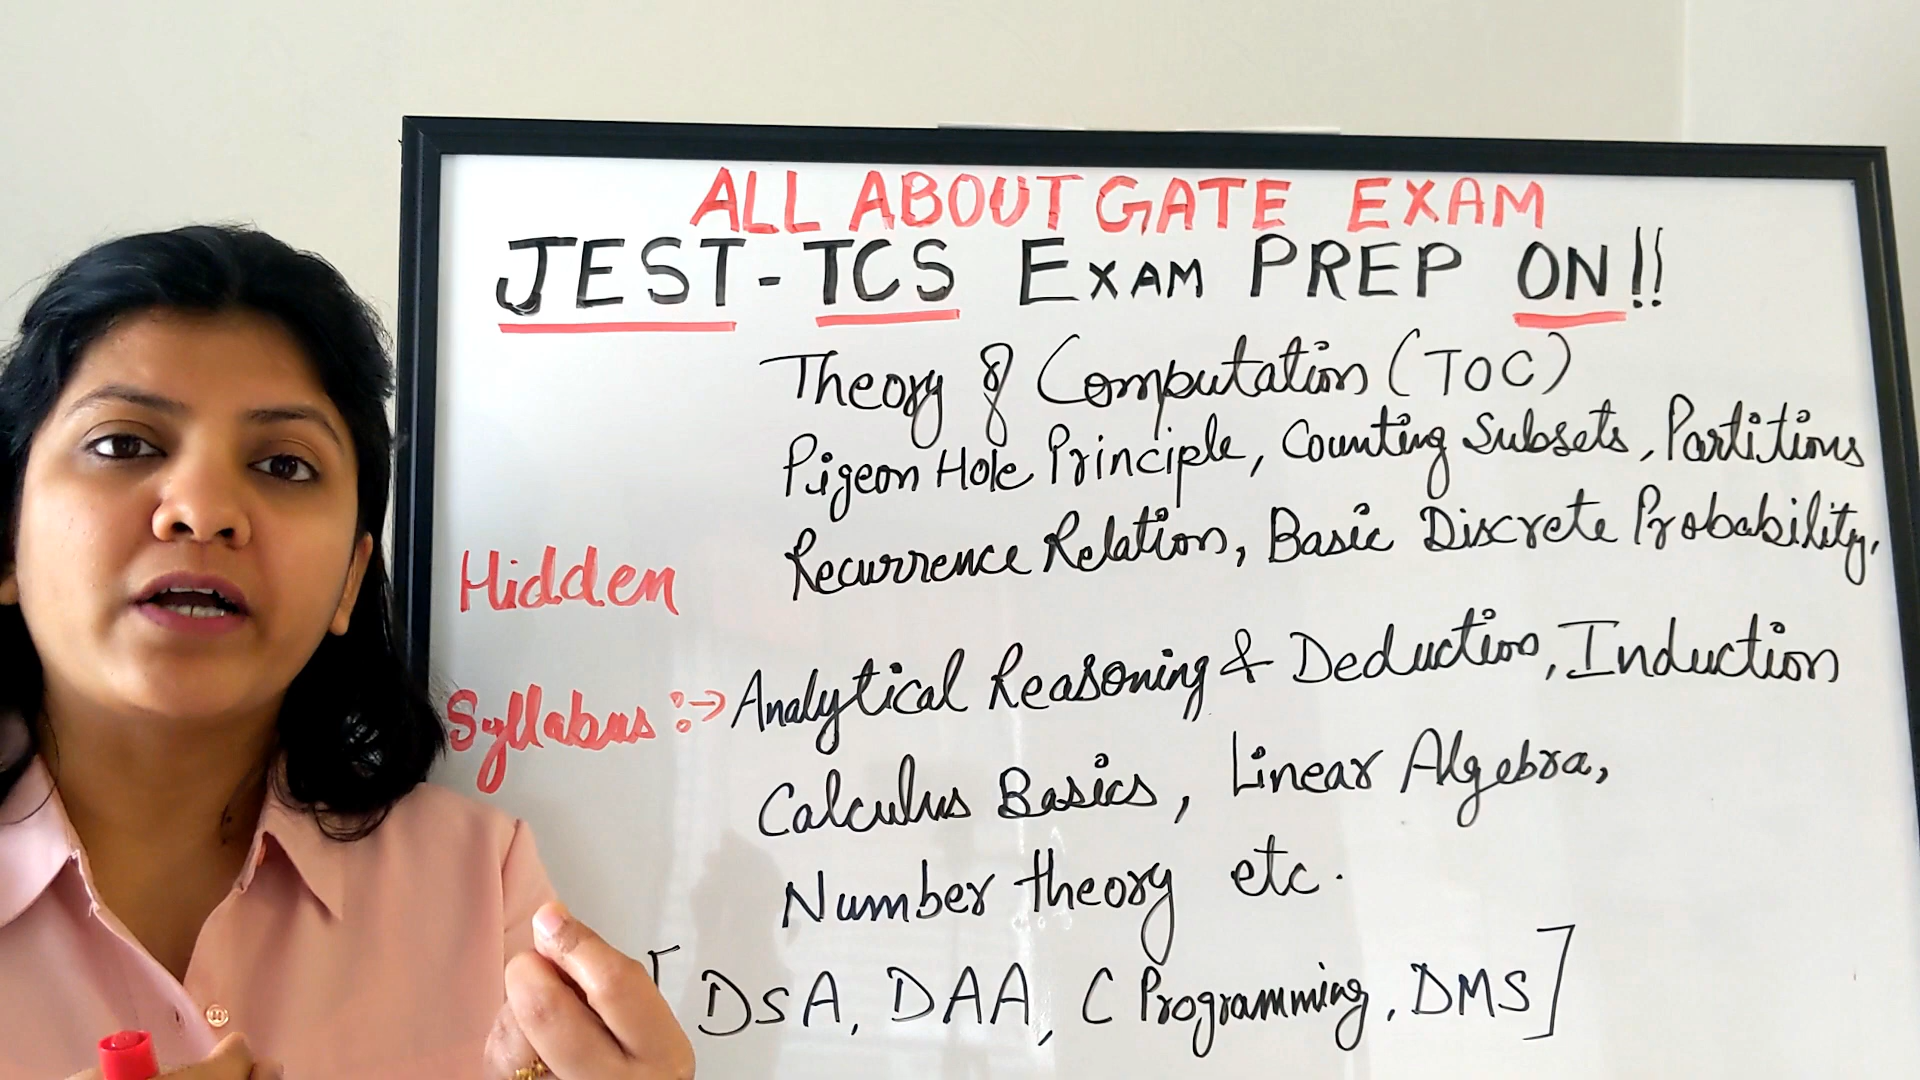 ALL ABOUT GATE EXAM
JEST-TCS EXAM PREP ON!!
Theory of Computation (TOC)
Pigeon Hole Principle, Counting Subsets, Partitions
Recurrence Relation, Basic Discrete Probability,
Hidden
Syllabus :→ Analytical Reasoning & Deduction, Induction
Calculus Basics, Linear Algebra,
Number theory etc.
[DSA, DAA, C Programming, DMS]